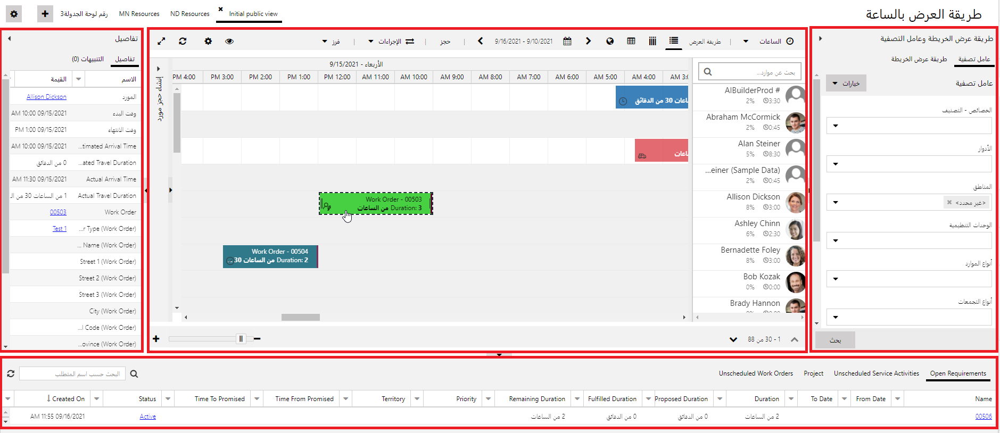 طريقة العرض بالساعة
Initial public view
ND Resources
MN Resources
رقم لوحة الجدولة3
طريقة عرض الخريطة وعامل التصفية
عامل تصفية
طريقة عرض الخريطة
عامل تصفية
خيارات
الخصائص - التصنيف
الأدوار
المناطق
<غير محدد>
الوحدات التنظيمية
أنواع الموارد
أنواع التجمعات
بحث
الساعات
طريقة العرض
9/10/2021 - 9/16/2021
حجز
الإجراءات
فرز
الأربعاء - 9/15/2021
AM 3:0
AM 4:00
AM 5:00
AM 6:00
AM 7:00
AM 8:00
AM 9:00
AM 10:00
AM 11:00
PM 12:00
PM 1:00
PM 2:00
PM 3:00
PM 4:00
إنشاء حجز مورد
بحث عن موارد...
AIBuilderProd #
3:30 2%
Abraham McCormick
0:45 2%
Alan Steiner
8:30 5%
...einer (Sample Data)
0:45 2%
Allison Dickson
3:00 8%
Ashley Chinn
2:30 6%
Bernadette Foley
3:00 8%
Bob Kozak
0:00 0%
Brady Hannon
0:00 0%
ساعات 30 من الدقائق
ساعات
Work Order - 00503
Duration: 3 من الساعات
Work Order - 00504
Duration: 2 من الساعات 30...
1 - 30 من 88
تفاصيل
تفاصيل
التنبيهات (0)
الاسم
القيمة
المورد
Allison Dickson
وقت البدء
AM 10:00 09/15/2021
وقت الانتهاء
PM 1:00 09/15/2021
...timated Arrival Time
AM 10:00 09/15/2021
...ated Travel Duration
0 من الدقائق
Actual Arrival Time
AM 11:30 09/15/2021
Actual Travel Duration
1 من الساعات 30 من الد
Work Order
00503
...r Type (Work Order)
Test 1
... Name (Work Order)
Street 1 (Work Order)
Street 2 (Work Order)
Street 3 (Work Order)
City (Work Order)
...l Code (Work Order)
...ovince (Work Order)
Open Requirements
Unscheduled Service Activities
Project
Unscheduled Work Orders
البحث حسب اسم المتطلب
Name
From Date
To Date
Duration
Proposed Duration
Fulfilled Duration
Remaining Duration
Priority
Territory
Time From Promised
Time To Promised
Status
Created On
00506
2 من الساعات
0 من الدقائق
0 من الدقائق
2 من الساعات
Active
AM 11:55 09/16/2021